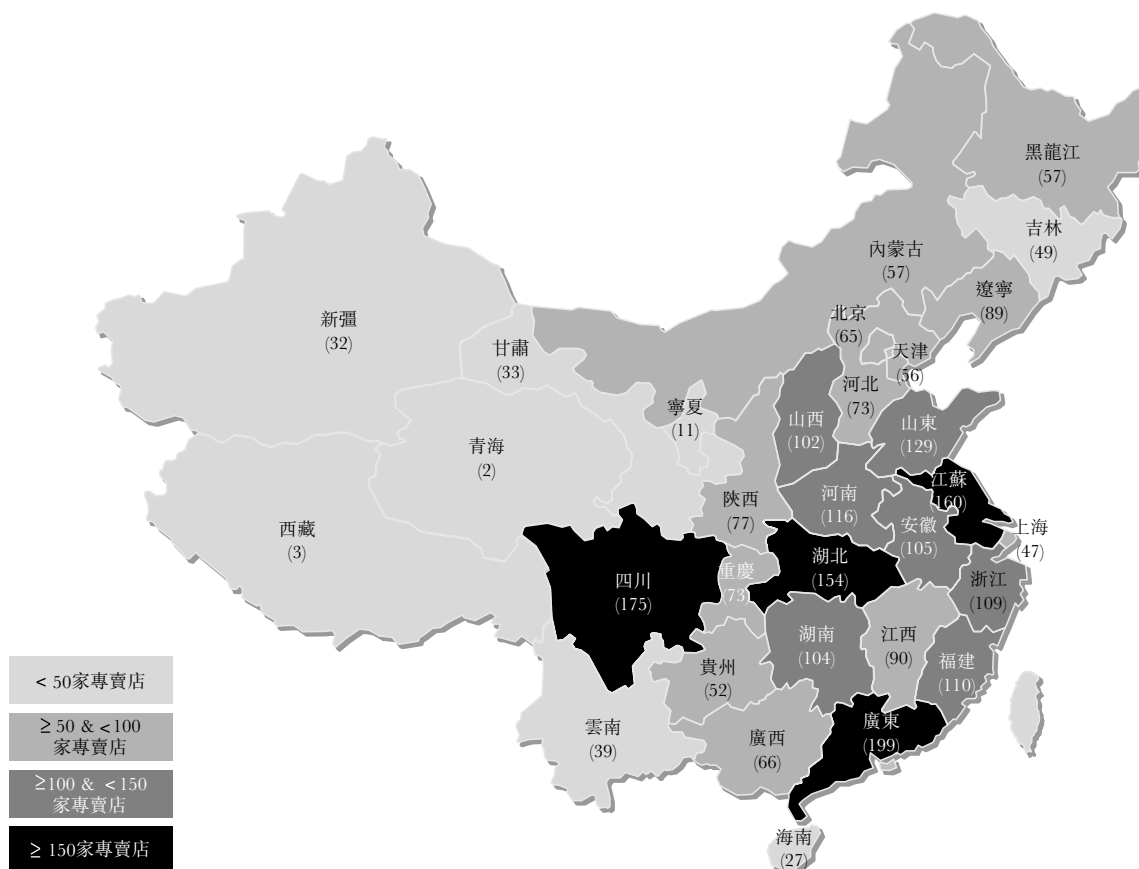 黑龍江
(57)
吉林
(49)
內蒙古
(57)
遼寧
(89)
北京
(65)
新疆
(32)
甘肅
(33)
天津
(56)
河北
(73)
寧夏
(11)
山西
(102)
山東
(129)
青海
(2)
江蘇
(160)
陝西
(77)
河南
(116)
安徽
(105)
上海
(47)
西藏
(3)
湖北
(154)
四川
(175)
重慶
(73)
浙江
(109)
湖南
(104)
江西
(90)
福建
(110)
貴州
(52)
雲南
(39)
廣西
(66)
廣東
(199)
海南
(27)
< 50家專賣店
≥ 50 & <100
家專賣店
≥100 & <150
家專賣店
≥ 150家專賣店